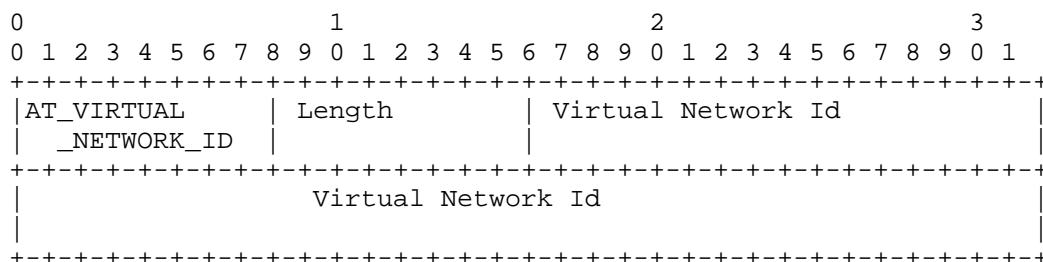 0                   1                   2                   3
0 1 2 3 4 5 6 7 8 9 0 1 2 3 4 5 6 7 8 9 0 1 2 3 4 5 6 7 8 9 0 1
+-+-+-+-+-+-+-+-+-+-+-+-+-+-+-+-+-+-+-+-+-+-+-+-+-+-+-+-+-+-+-+-+
|AT_VIRTUAL     | Length        | Virtual Network Id            |
|  _NETWORK_ID  |               |                               |
+-+-+-+-+-+-+-+-+-+-+-+-+-+-+-+-+-+-+-+-+-+-+-+-+-+-+-+-+-+-+-+-+
|                  Virtual Network Id                           |
|                                                               |
+-+-+-+-+-+-+-+-+-+-+-+-+-+-+-+-+-+-+-+-+-+-+-+-+-+-+-+-+-+-+-+-+